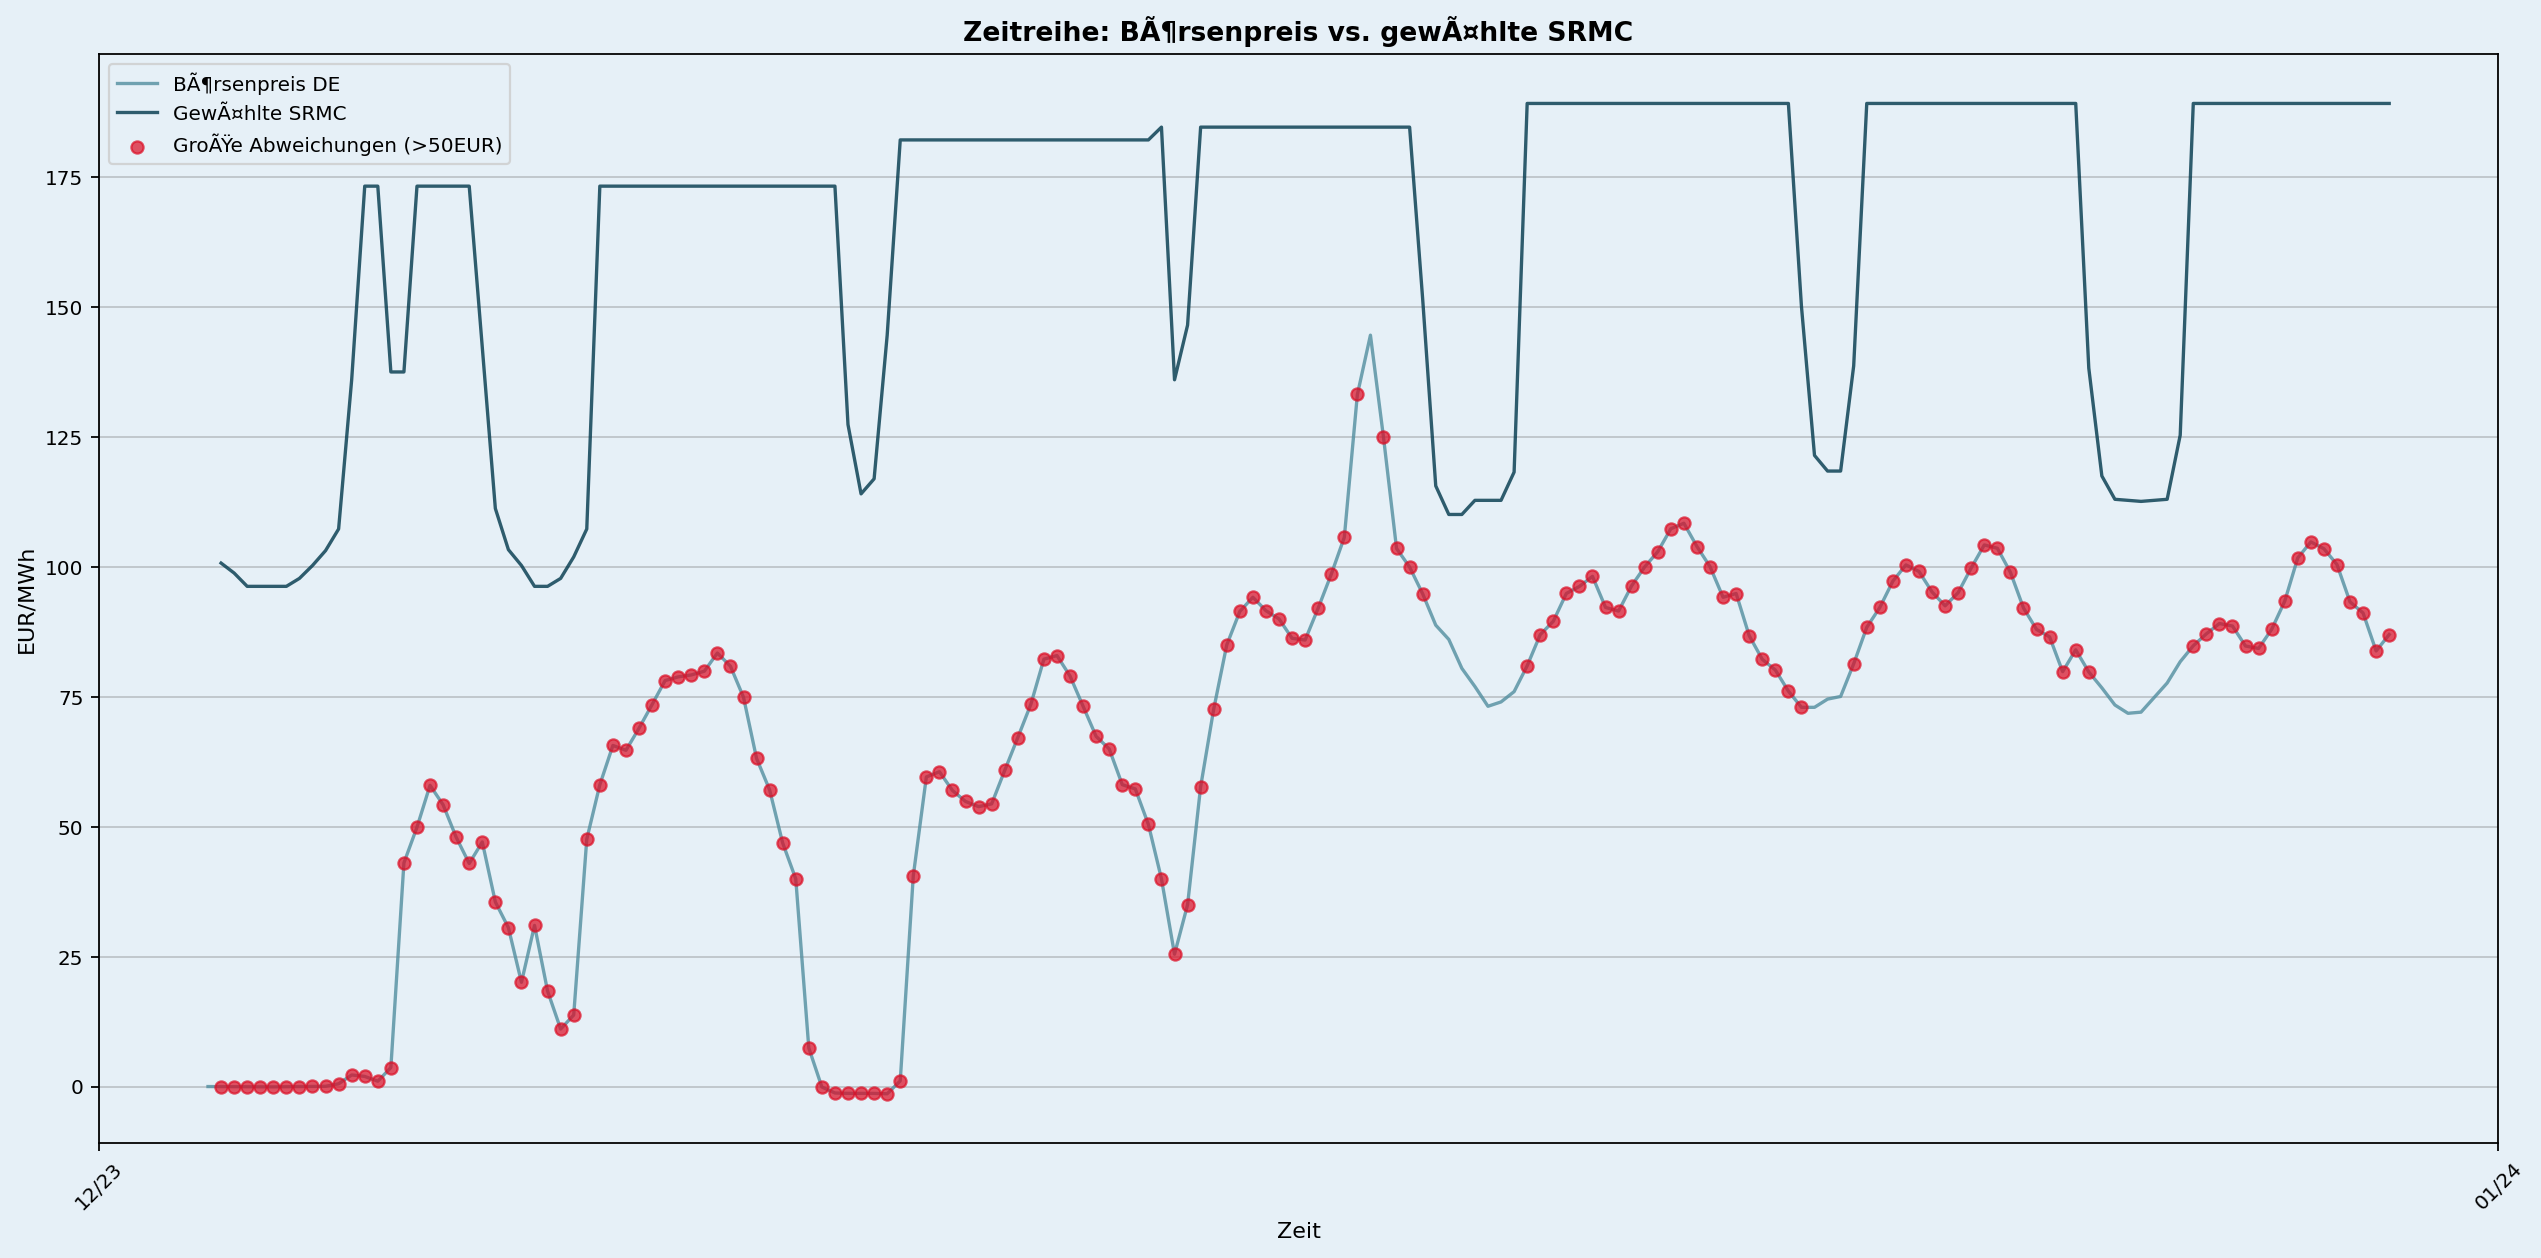 Zeitreihe: BÃ¶rsenpreis vs. gewÃ¤hlte SRMC
BÃ¶rsenpreis DE
GewÃ¤hlte SRMC
GroÃŸe Abweichungen (>50EUR)
EUR/MWh
175
150
125
100
75
50
25
0
12/23
01/24
Zeit